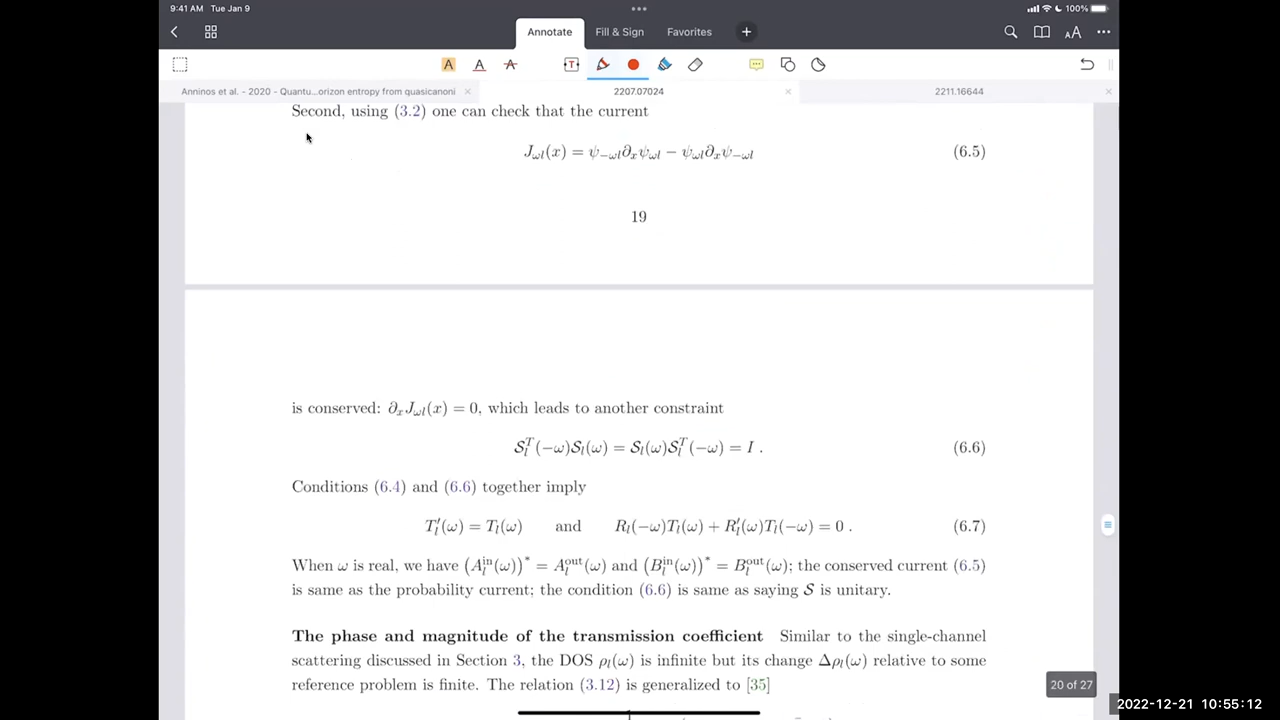 9:41 AM Tue Jan 9
100%
Annotate
Fill & Sign
Favorites
Anninos et al. - 2020 - Quantu...orizon entropy from quasicanoni
2207.07024
2211.16644
Second, using (3.2) one can check that the current
J_{ωl}(x) = ψ_{−ωl}∂_xψ_{ωl} − ψ_{ωl}∂_xψ_{−ωl} (6.5)
19
is conserved: ∂_xJ_{ωl}(x) = 0, which leads to another constraint
𝒮_l^T(−ω)𝒮_l(ω) = 𝒮_l(ω)𝒮_l^T(−ω) = I . (6.6)
Conditions (6.4) and (6.6) together imply
T′_l(ω) = T_l(ω) and R_l(−ω)T_l(ω) + R′_l(ω)T_l(−ω) = 0 . (6.7)
When ω is real, we have (A_l^{in}(ω))^* = A_l^{out}(ω) and (B_l^{in}(ω))^* = B_l^{out}(ω); the conserved current (6.5)
is same as the probability current; the condition (6.6) is same as saying 𝒮 is unitary.
The phase and magnitude of the transmission coefficient Similar to the single-channel
scattering discussed in Section 3, the DOS ρ_l(ω) is infinite but its change Δρ_l(ω) relative to some
reference problem is finite. The relation (3.12) is generalized to [35]
20 of 27
2022-12-21 10:55:12